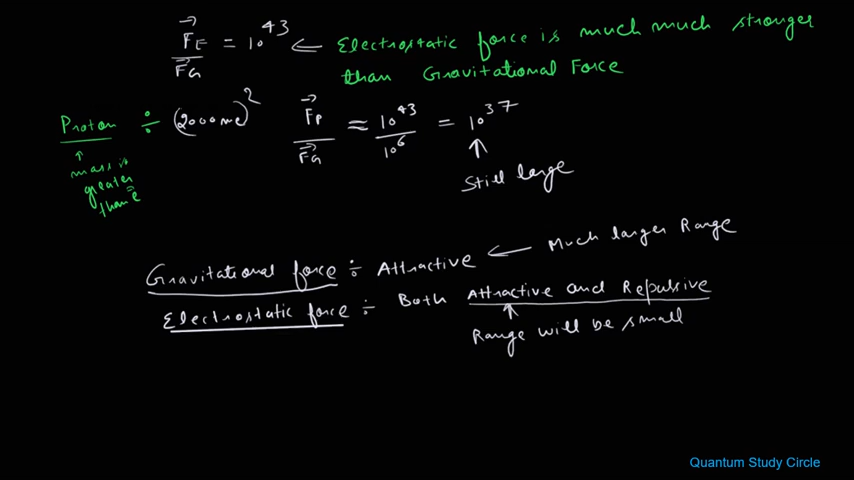 F_E / F_G = 10^43 ← Electrostatic force is much much stronger
than Gravitational Force
Proton ÷ (2000me)^2
↑
mass is
greater
than e
F_P / F_G ≈ 10^43 / 10^6 = 10^37
↑
Still large
Gravitational force ÷ Attractive ← Much larger Range
Electrostatic force ÷ Both Attractive and Repulsive
↑
Range will be small
Quantum Study Circle